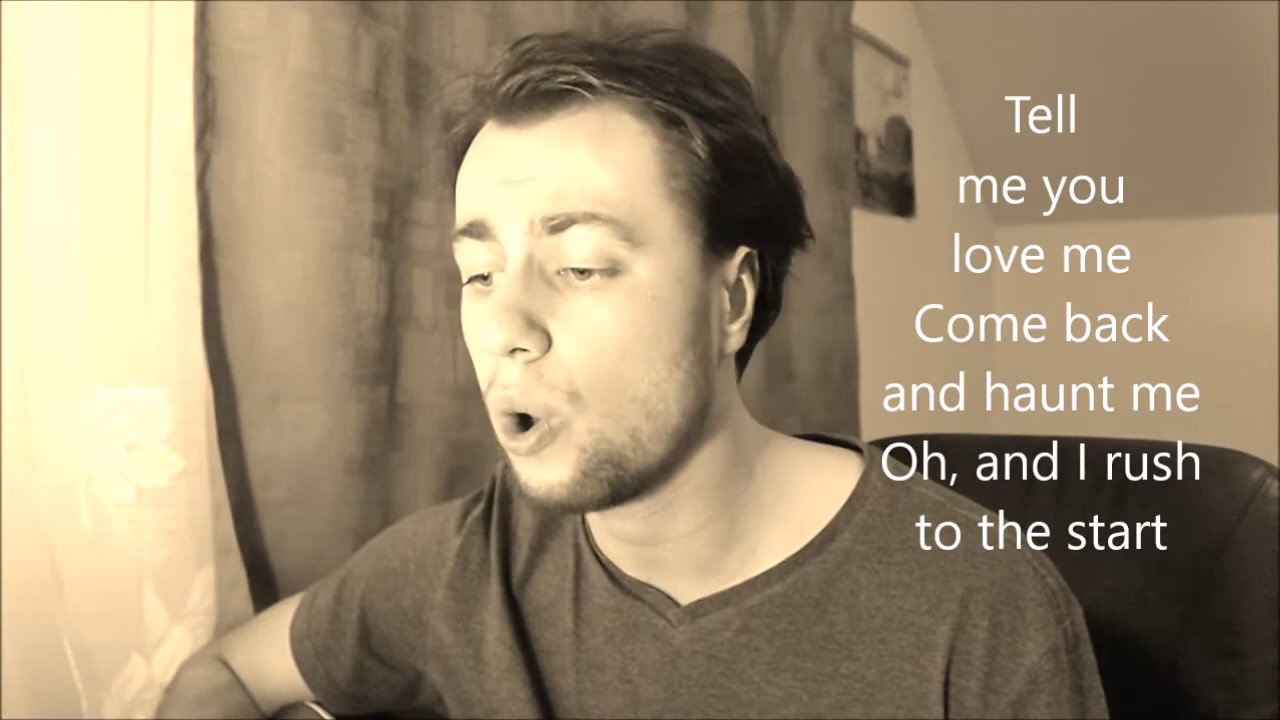 Tell
me you
love me
Come back
and haunt me
Oh, and I rush
to the start